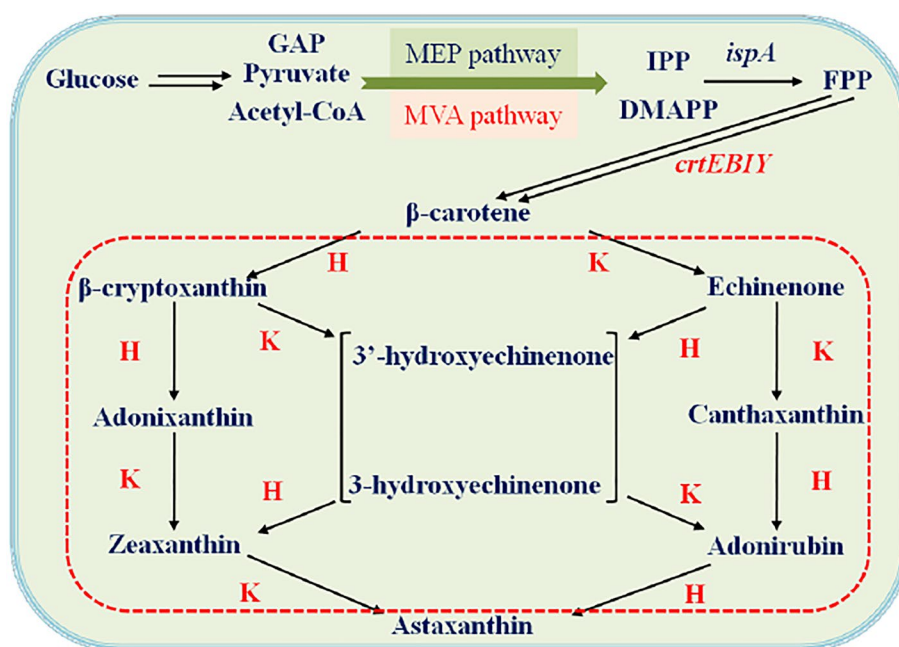 Glucose
GAP
Pyruvate
Acetyl-CoA
MEP pathway
MVA pathway
IPP
DMAPP
ispA
FPP
crtEBIY
β-carotene
H
K
β-cryptoxanthin
Echinenone
H
K
3'-hydroxyechinenone
H
K
Adonixanthin
Canthaxanthin
K
H
3-hydroxyechinenone
K
H
Zeaxanthin
Adonirubin
K
H
Astaxanthin